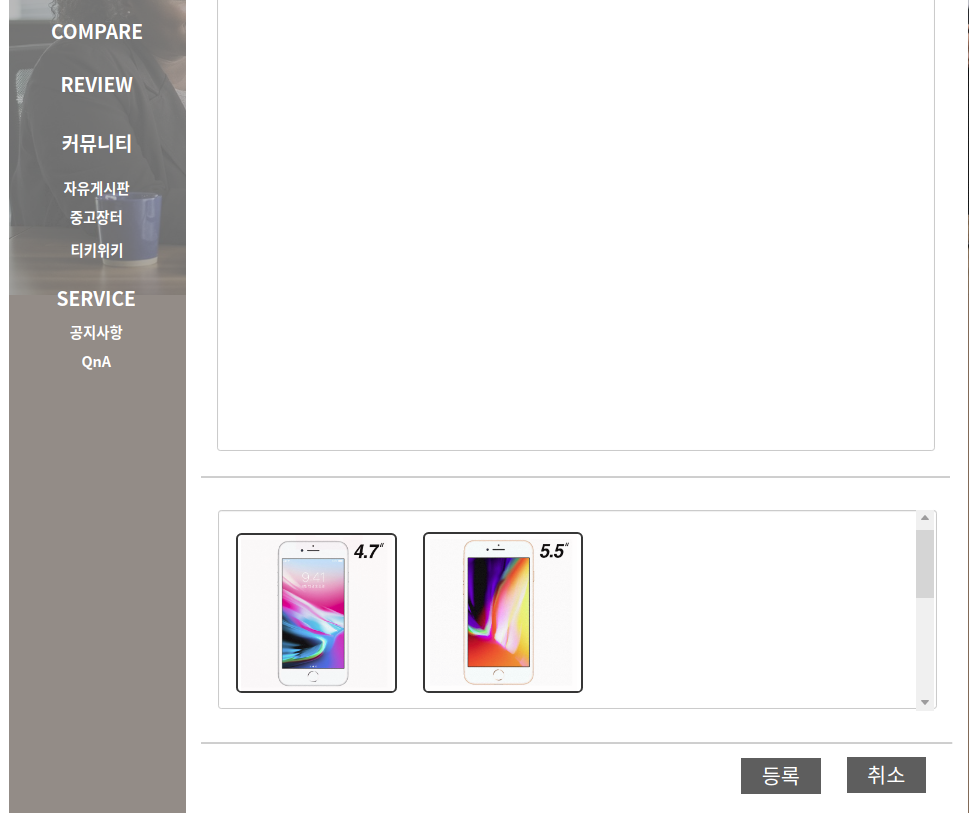 COMPARE
REVIEW
커뮤니티
자유게시판
중고장터
티키위키
SERVICE
공지사항
QnA
4.7"
5.5"
9:41
등록
취소